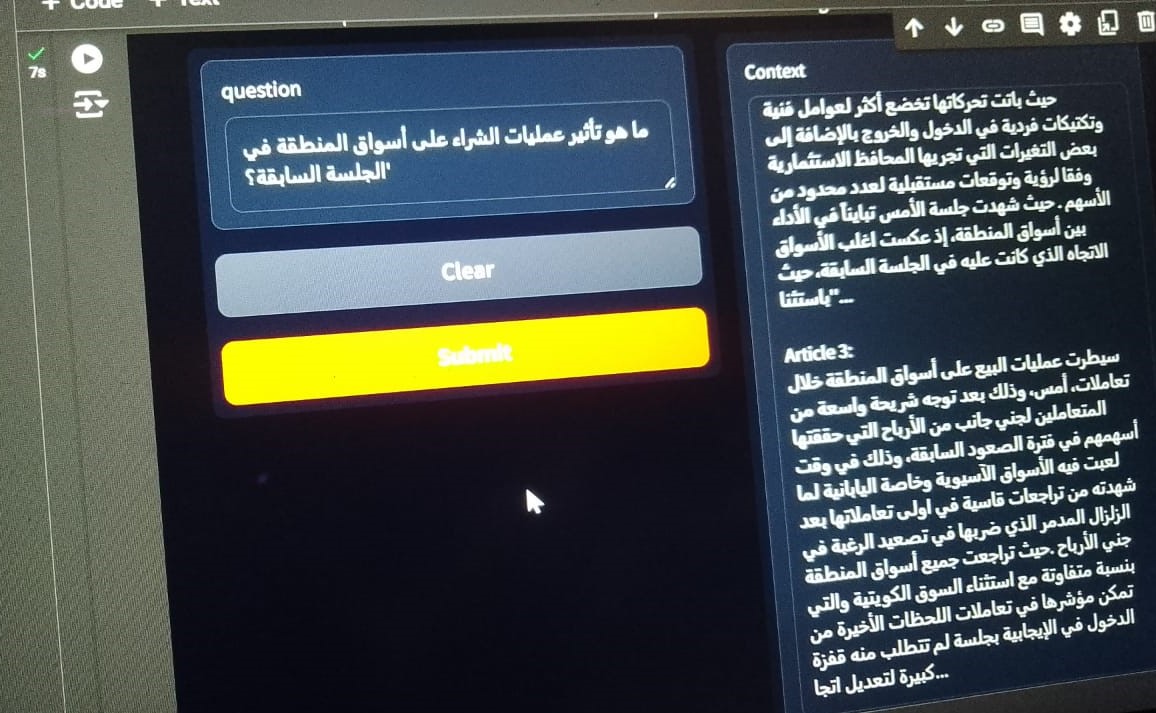 + Code + Text
7s
question
ما هو تأثير عمليات الشراء على أسواق المنطقة في
'الجلسة السابقة؟
Clear
Submit
Context
حيث باتت تحركاتها تخضع أكثر لعوامل فنية
وتكنيكات فردية في الدخول والخروج بالإضافة إلى
بعض التغيرات التي تجريها المحافظ الاستثمارية
وفقا لرؤية وتوقعات مستقبلية لعدد محدود من
الأسهم . حيث شهدت جلسة الأمس تبايناً في الأداء
بين أسواق المنطقة، إذ عكست اغلب الأسواق
الاتجاه الذي كانت عليه في الجلسة السابقة، حيث
باستثنا"...
Article 3:
سيطرت عمليات البيع على أسواق المنطقة خلال
تعاملات، أمس، وذلك بعد توجه شريحة واسعة من
المتعاملين لجني جانب من الأرباح التي حققتها
أسهمهم في فترة الصعود السابقة، وذلك في وقت
لعبت فيه الأسواق الآسيوية وخاصة اليابانية لما
شهدته من تراجعات قاسية في اولى تعاملاتها بعد
الزلزال المدمر الذي ضربها في تصعيد الرغبة في
جني الأرباح. حيث تراجعت جميع أسواق المنطقة
بنسبة متفاوتة مع استثناء السوق الكويتية والتي
تمكن مؤشرها في تعاملات اللحظات الأخيرة من
الدخول في الإيجابية بجلسة لم تتطلب منه قفزة
كبيرة لتعديل اتجا...